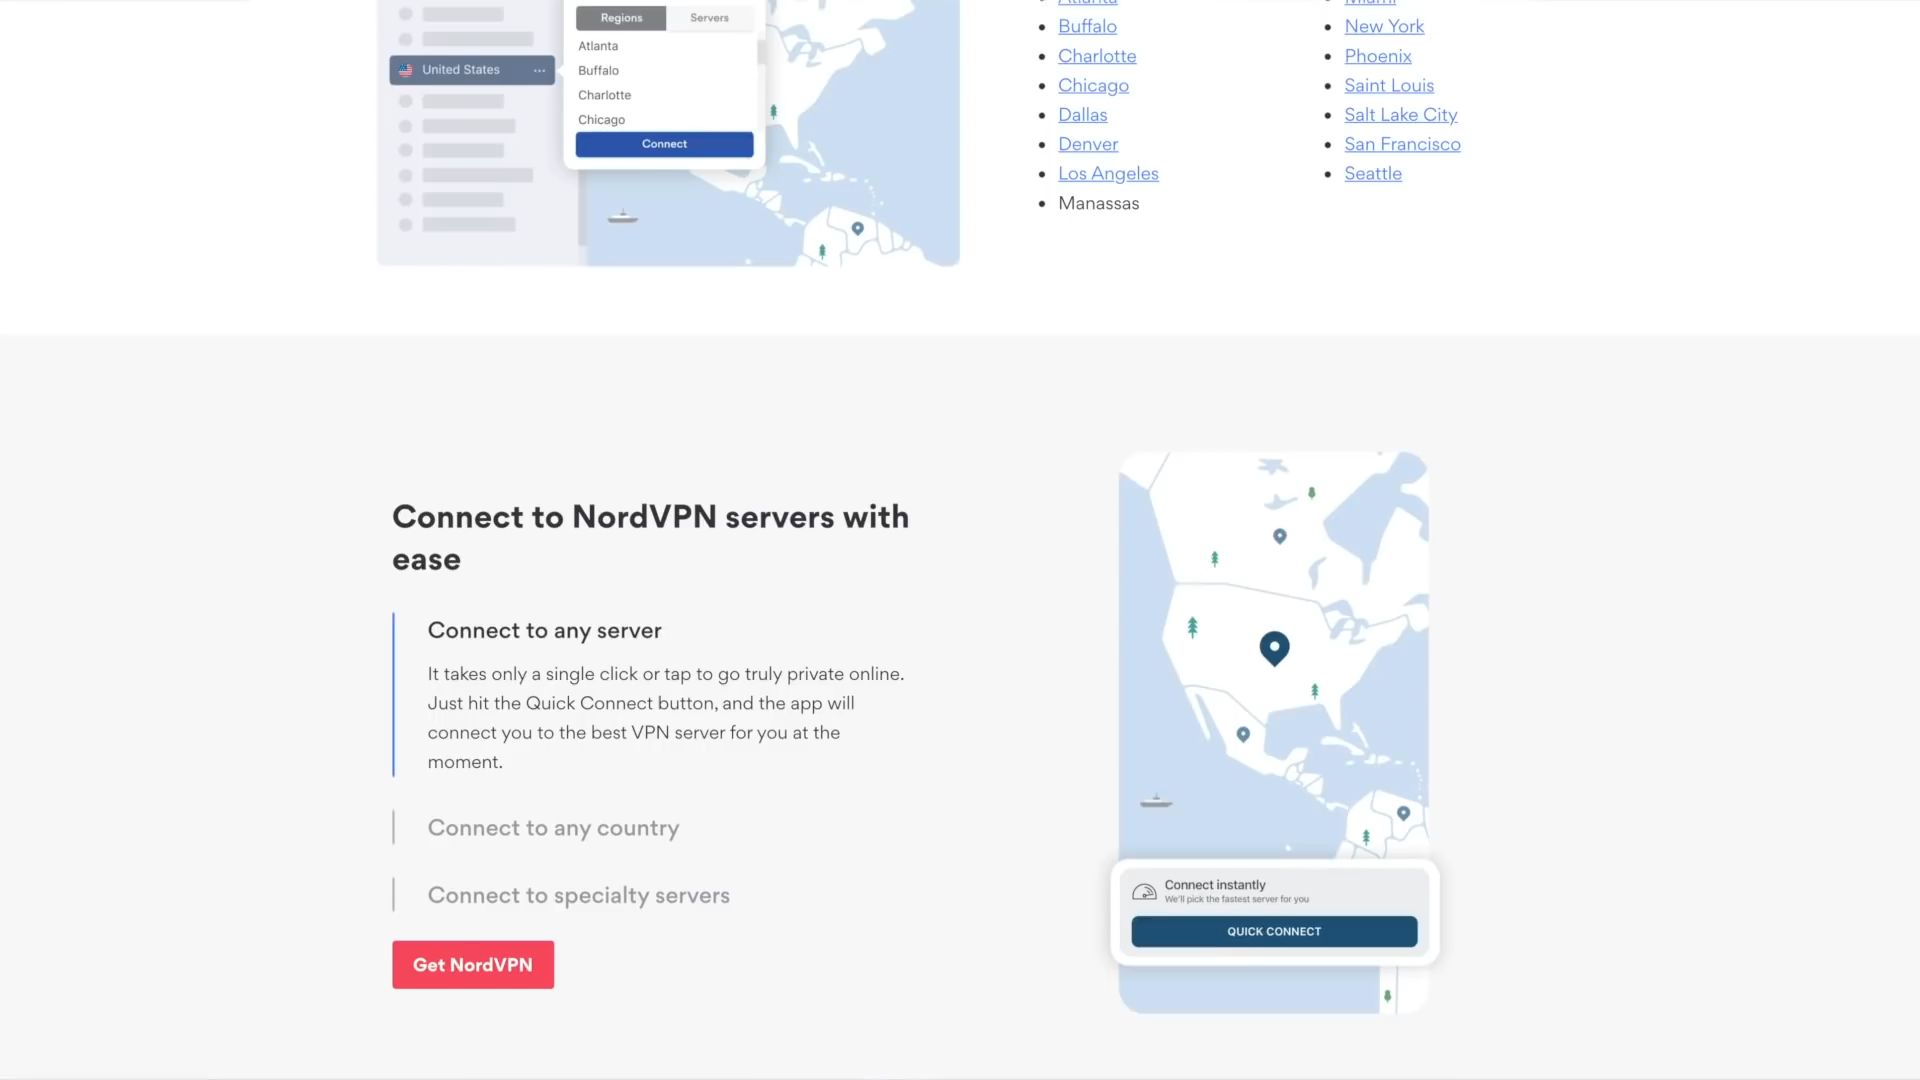 Regions Servers
Atlanta
Buffalo
Charlotte
Chicago
Connect
United States
Atlanta
Buffalo
Charlotte
Chicago
Dallas
Denver
Los Angeles
Manassas
Miami
New York
Phoenix
Saint Louis
Salt Lake City
San Francisco
Seattle
Connect to NordVPN servers with
ease
Connect to any server
It takes only a single click or tap to go truly private online.
Just hit the Quick Connect button, and the app will
connect you to the best VPN server for you at the
moment.
Connect to any country
Connect to specialty servers
Get NordVPN
Connect instantly
We'll pick the fastest server for you
QUICK CONNECT